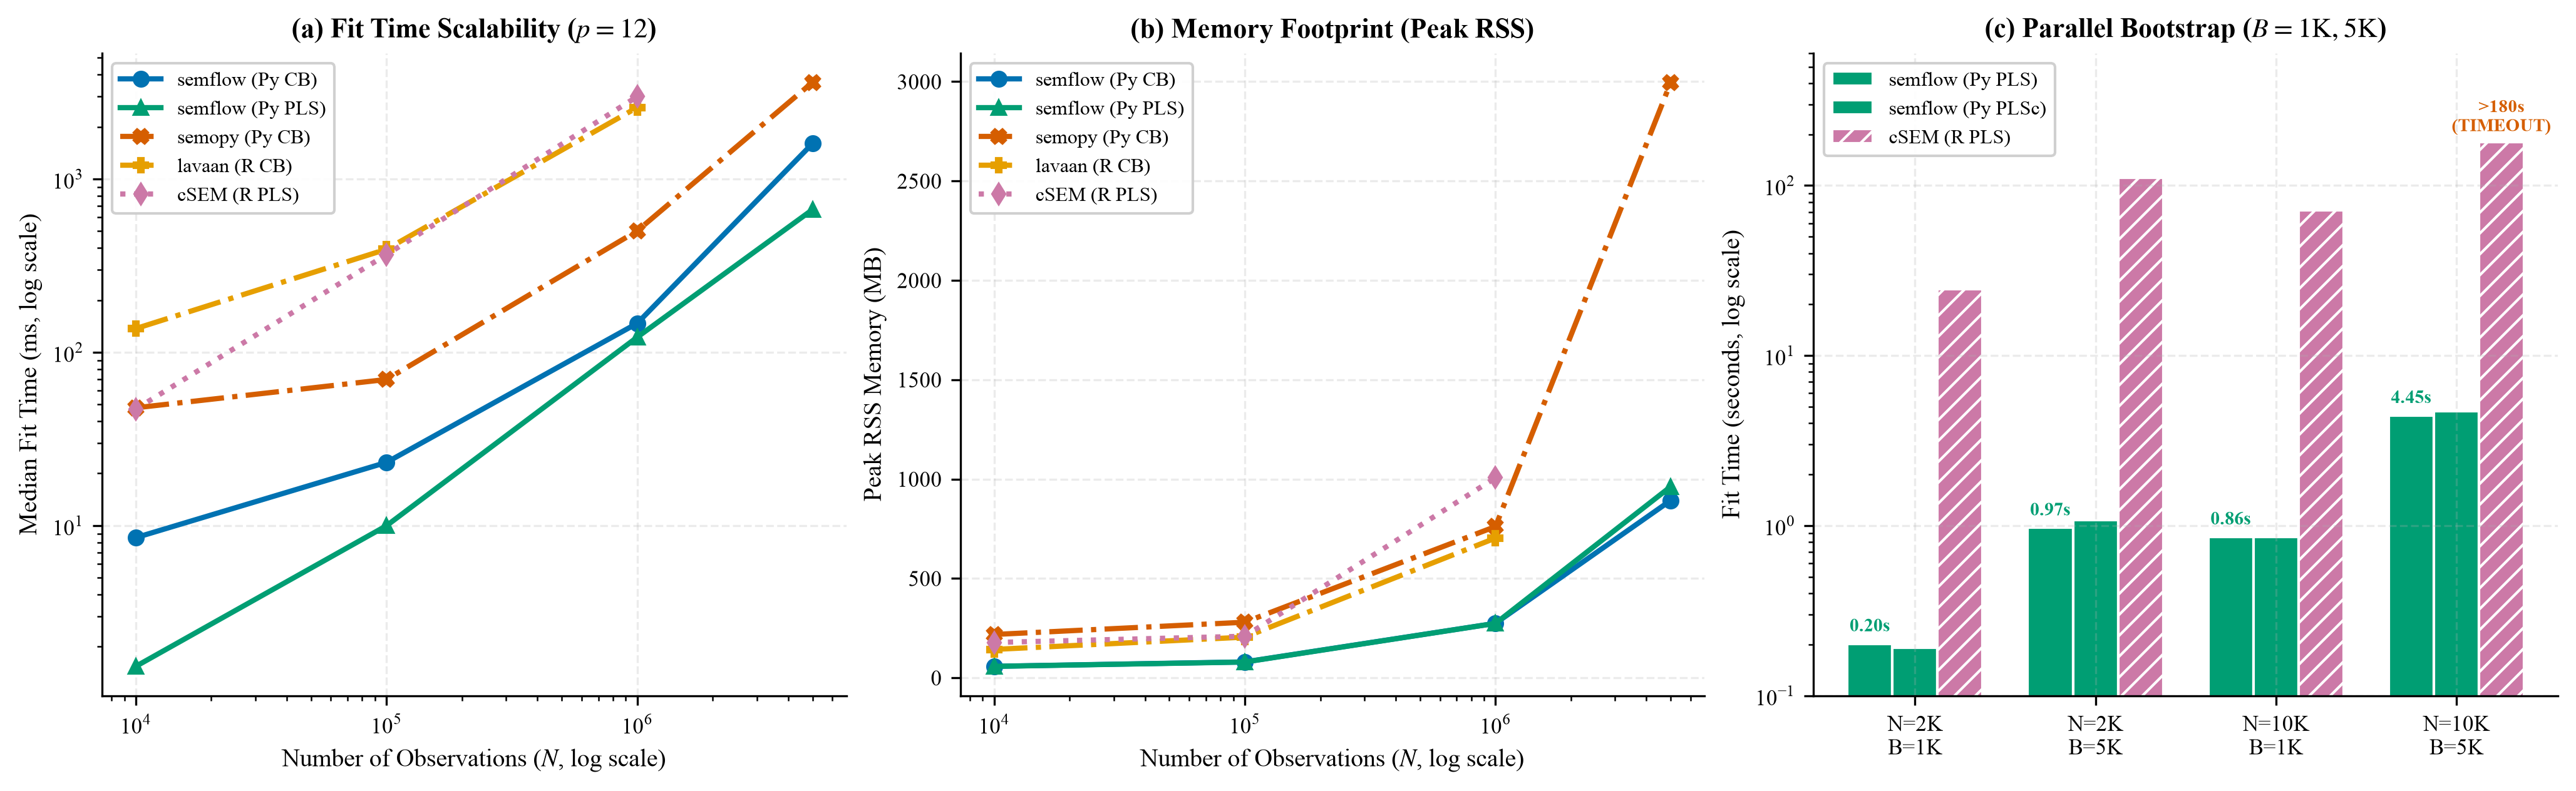 (a) Fit Time Scalability (p = 12)
semflow (Py CB)
semflow (Py PLS)
semopy (Py CB)
lavaan (R CB)
cSEM (R PLS)
Median Fit Time (ms, log scale)
10³
10²
10¹
10⁴
10⁵
10⁶
Number of Observations (N, log scale)
(b) Memory Footprint (Peak RSS)
semflow (Py CB)
semflow (Py PLS)
semopy (Py CB)
lavaan (R CB)
cSEM (R PLS)
Peak RSS Memory (MB)
3000
2500
2000
1500
1000
500
0
10⁴
10⁵
10⁶
Number of Observations (N, log scale)
(c) Parallel Bootstrap (B = 1K, 5K)
semflow (Py PLS)
semflow (Py PLSc)
cSEM (R PLS)
>180s
(TIMEOUT)
Fit Time (seconds, log scale)
10²
10¹
10⁰
10⁻¹
0.20s
0.97s
0.86s
4.45s
N=2K
B=1K
N=2K
B=5K
N=10K
B=1K
N=10K
B=5K